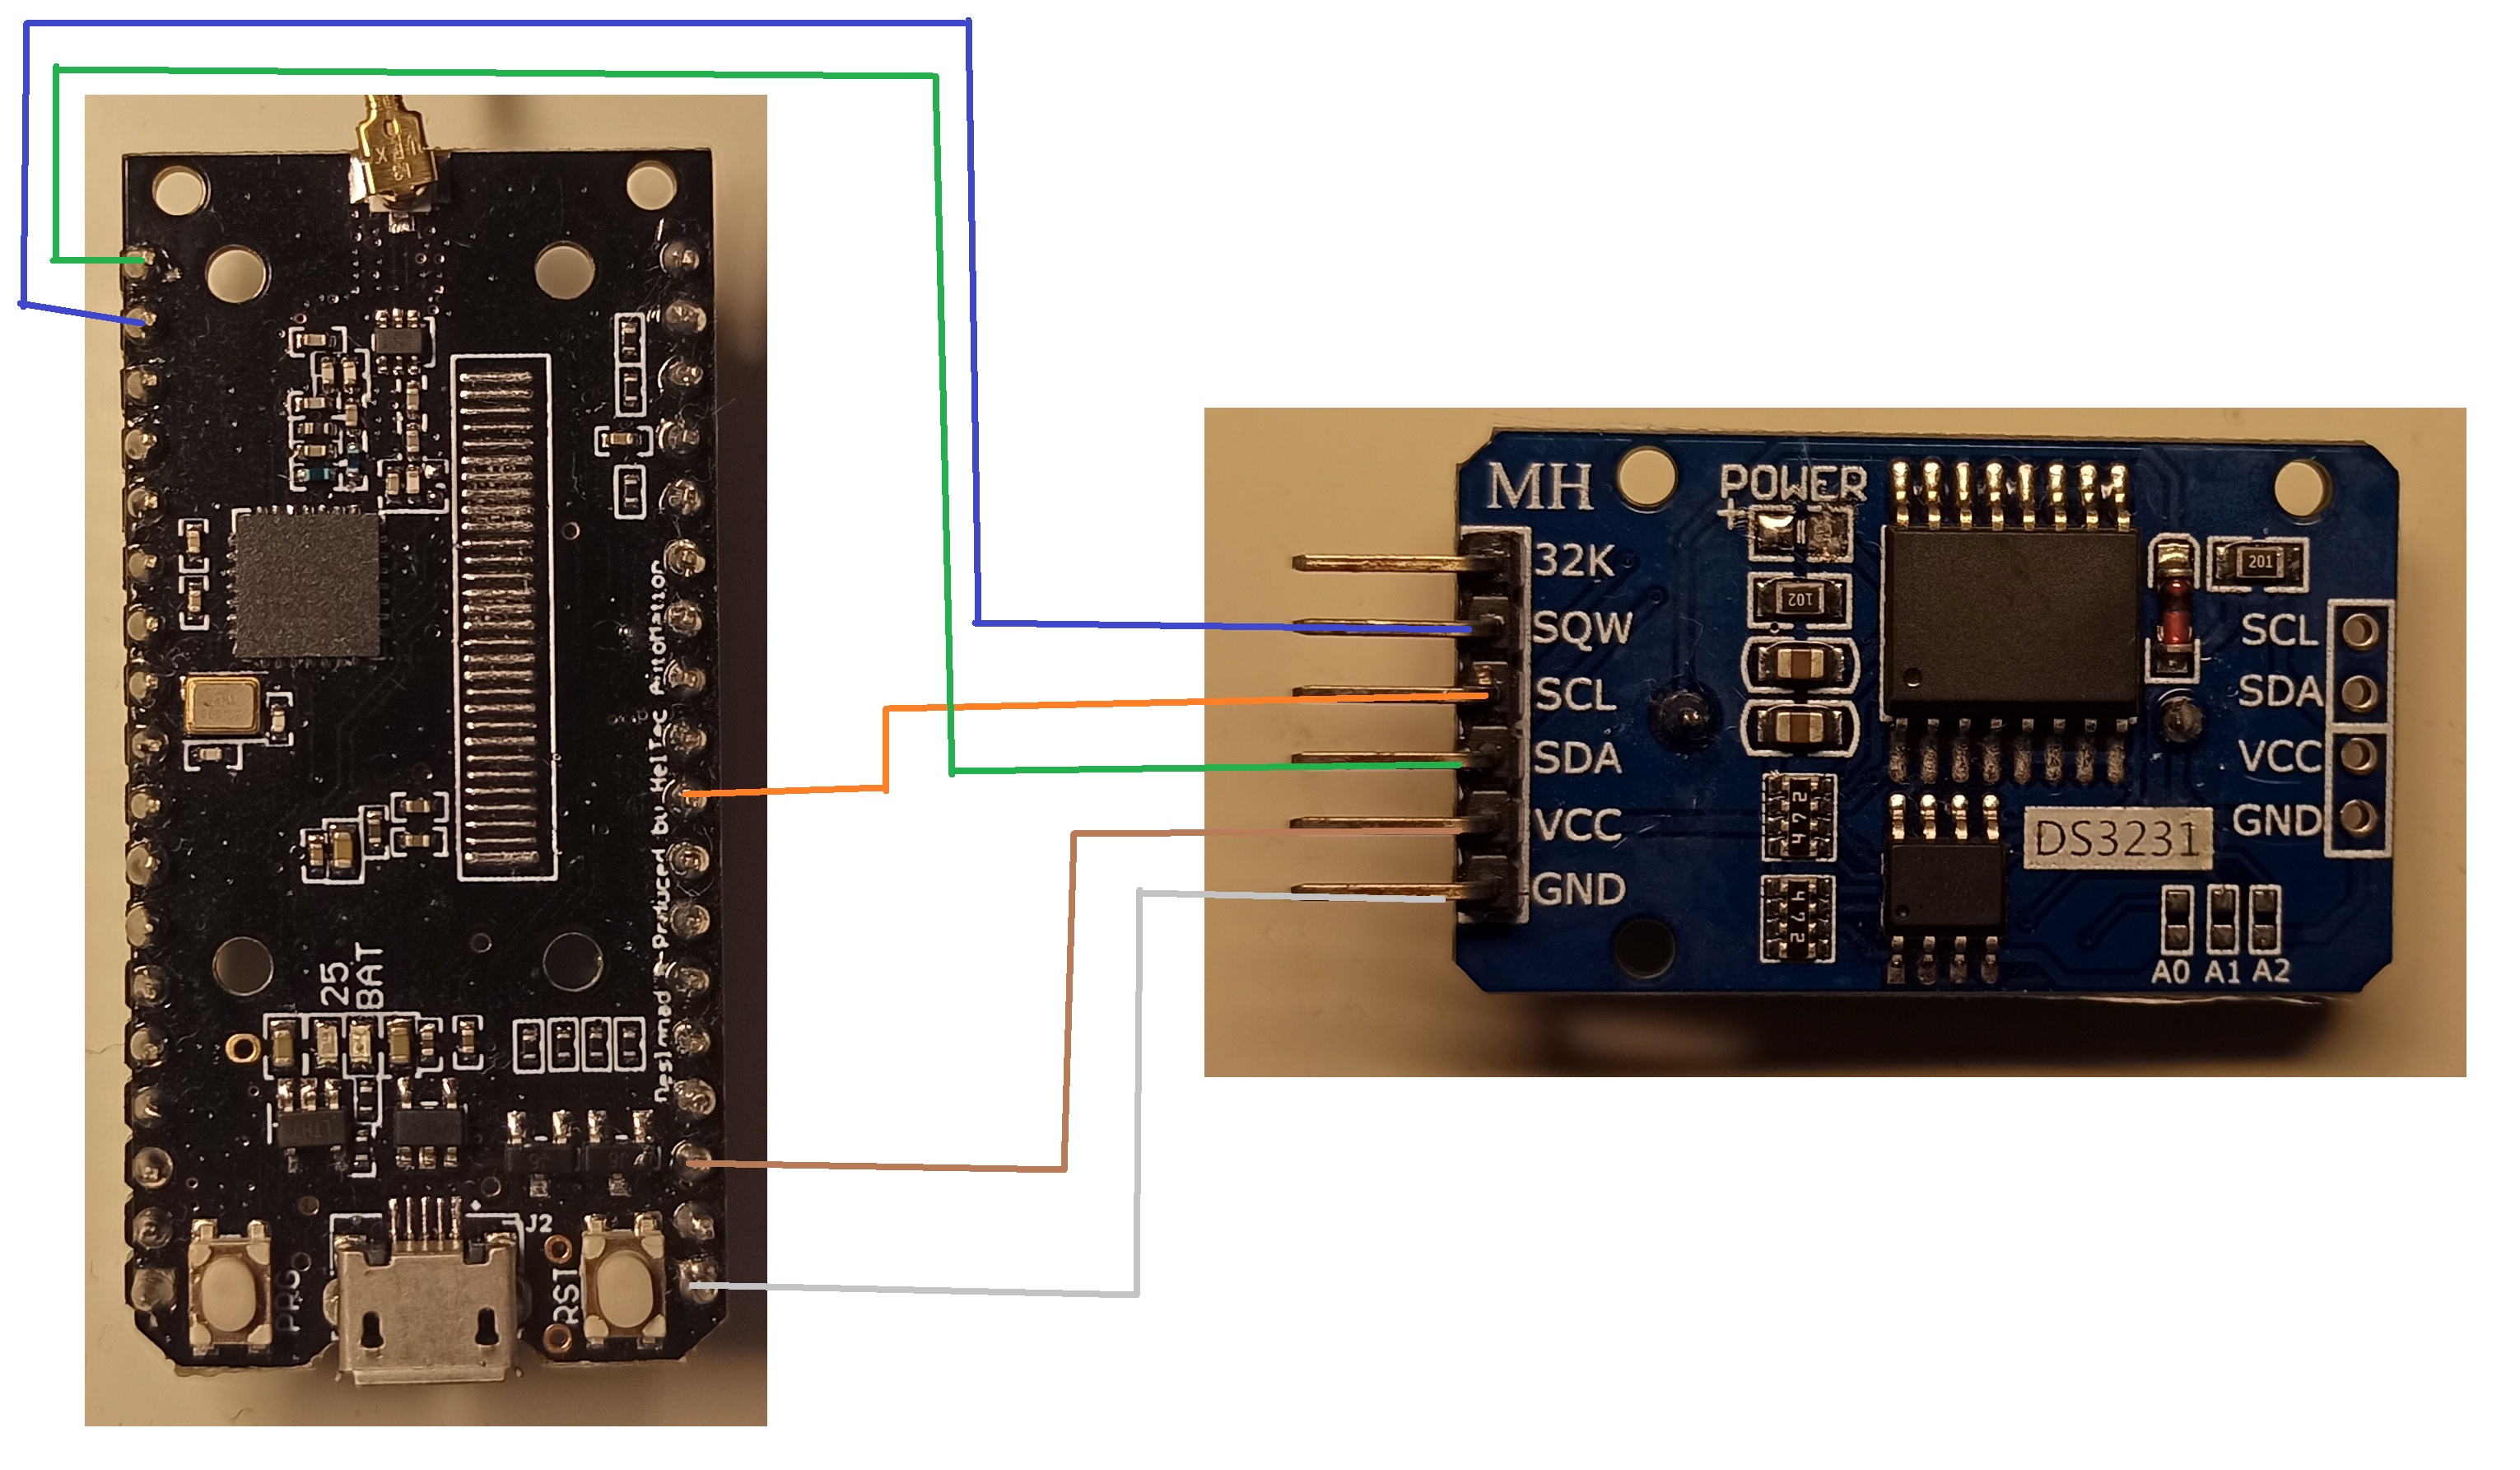 25
BAT
Designed & Produced by HelTec AutoMation
J2
PRG
RST
MH
POWER
+
32K
SQW
SCL
SDA
VCC
GND
102
201
472
472
DS3231
SCL
SDA
VCC
GND
A0 A1 A2